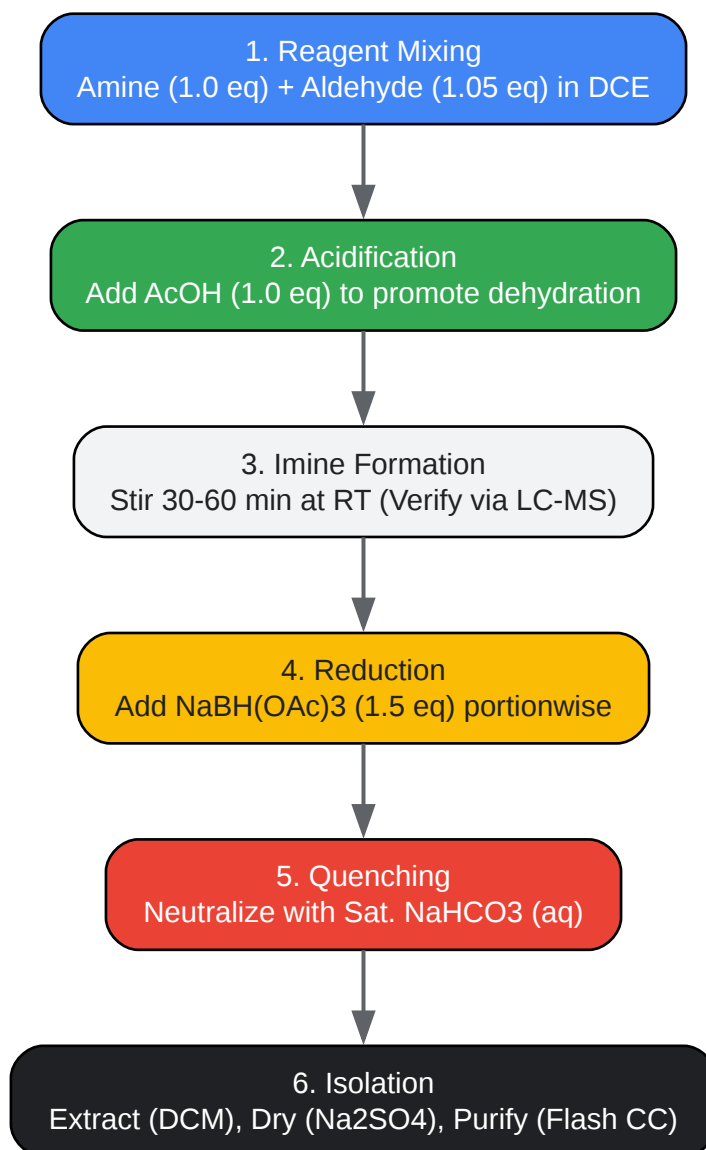 1. Reagent Mixing
Amine (1.0 eq) + Aldehyde (1.05 eq) in DCE
2. Acidification
Add AcOH (1.0 eq) to promote dehydration
3. Imine Formation
Stir 30-60 min at RT (Verify via LC-MS)
4. Reduction
Add NaBH(OAc)3 (1.5 eq) portionwise
5. Quenching
Neutralize with Sat. NaHCO3 (aq)
6. Isolation
Extract (DCM), Dry (Na2SO4), Purify (Flash CC)